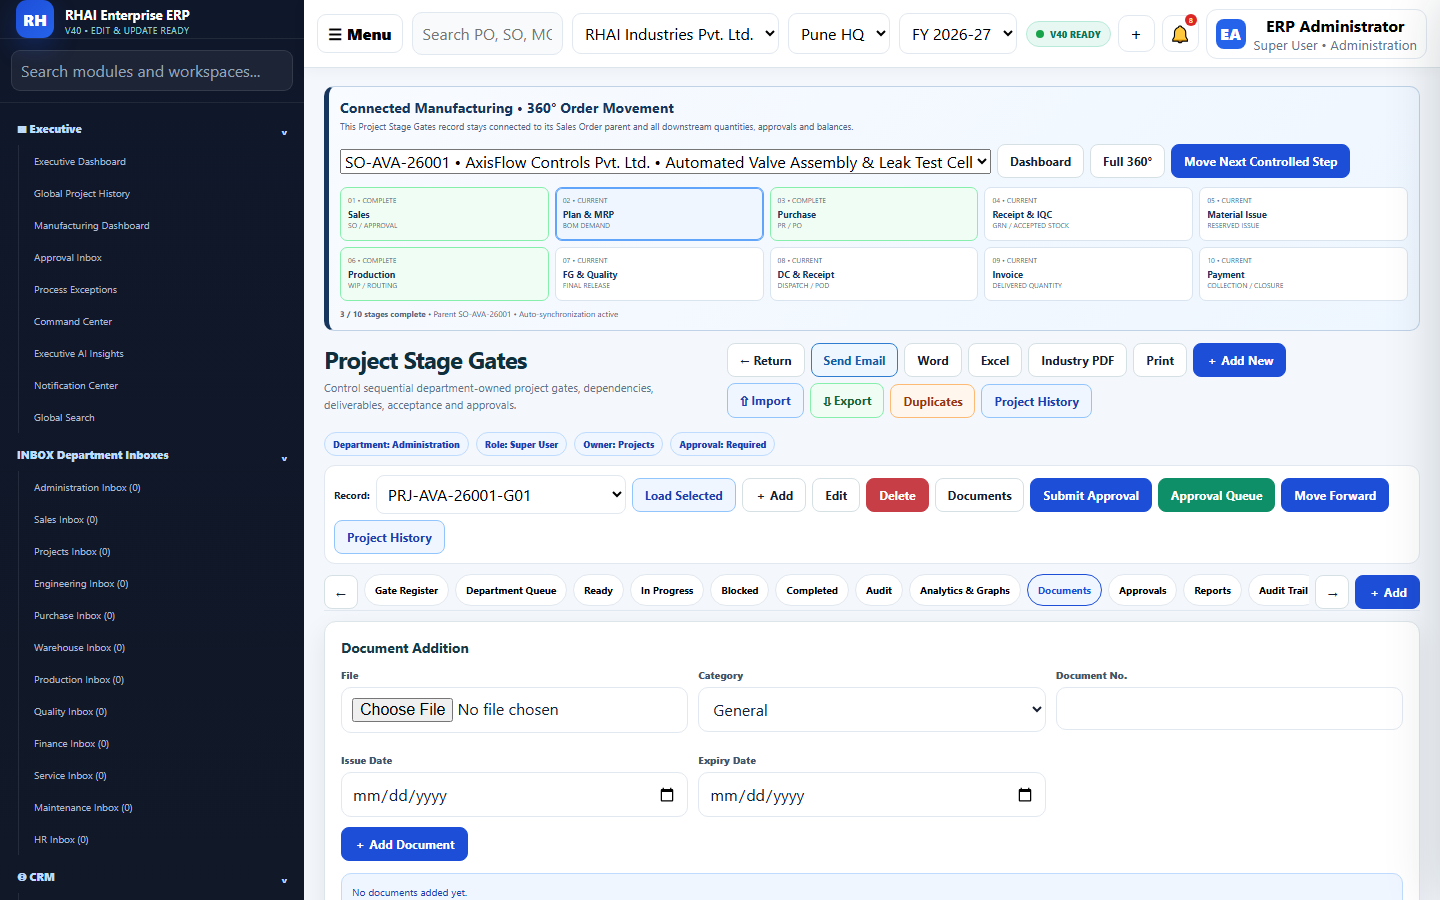 RH
RHAI Enterprise ERP
V40 • EDIT & UPDATE READY
Search modules and workspaces...
Executive
v
Executive Dashboard
Global Project History
Manufacturing Dashboard
Approval Inbox
Process Exceptions
Command Center
Executive AI Insights
Notification Center
Global Search
INBOX Department Inboxes
v
Administration Inbox (0)
Sales Inbox (0)
Projects Inbox (0)
Engineering Inbox (0)
Purchase Inbox (0)
Warehouse Inbox (0)
Production Inbox (0)
Quality Inbox (0)
Finance Inbox (0)
Service Inbox (0)
Maintenance Inbox (0)
HR Inbox (0)
CRM
v
☰ Menu
Search PO, SO, MO
RHAI Industries Pvt. Ltd.
Pune HQ
FY 2026-27
V40 READY
+
8
EA
ERP Administrator
Super User • Administration
Connected Manufacturing • 360° Order Movement
This Project Stage Gates record stays connected to its Sales Order parent and all downstream quantities, approvals and balances.
SO-AVA-26001 • AxisFlow Controls Pvt. Ltd. • Automated Valve Assembly & Leak Test Cell
Dashboard
Full 360°
Move Next Controlled Step
01 • COMPLETE
Sales
SO / APPROVAL
02 • CURRENT
Plan & MRP
BOM DEMAND
03 • COMPLETE
Purchase
PR / PO
04 • CURRENT
Receipt & IQC
GRN / ACCEPTED STOCK
05 • CURRENT
Material Issue
RESERVED ISSUE
06 • COMPLETE
Production
WIP / ROUTING
07 • CURRENT
FG & Quality
FINAL RELEASE
08 • CURRENT
DC & Receipt
DISPATCH / POD
09 • CURRENT
Invoice
DELIVERED QUANTITY
10 • CURRENT
Payment
COLLECTION / CLOSURE
3 / 10 stages complete • Parent SO-AVA-26001 • Auto-synchronization active
Project Stage Gates
Control sequential department-owned project gates, dependencies,
deliverables, acceptance and approvals.
← Return
Send Email
Word
Excel
Industry PDF
Print
+ Add New
⇧ Import
⇩ Export
Duplicates
Project History
Department: Administration
Role: Super User
Owner: Projects
Approval: Required
Record:
PRJ-AVA-26001-G01
Load Selected
+ Add
Edit
Delete
Documents
Submit Approval
Approval Queue
Move Forward
Project History
←
Gate Register
Department Queue
Ready
In Progress
Blocked
Completed
Audit
Analytics & Graphs
Documents
Approvals
Reports
Audit Trail
→
+ Add
Document Addition
File
Category
Document No.
Choose File No file chosen
General
Issue Date
Expiry Date
mm/dd/yyyy
mm/dd/yyyy
+ Add Document
No documents added yet.